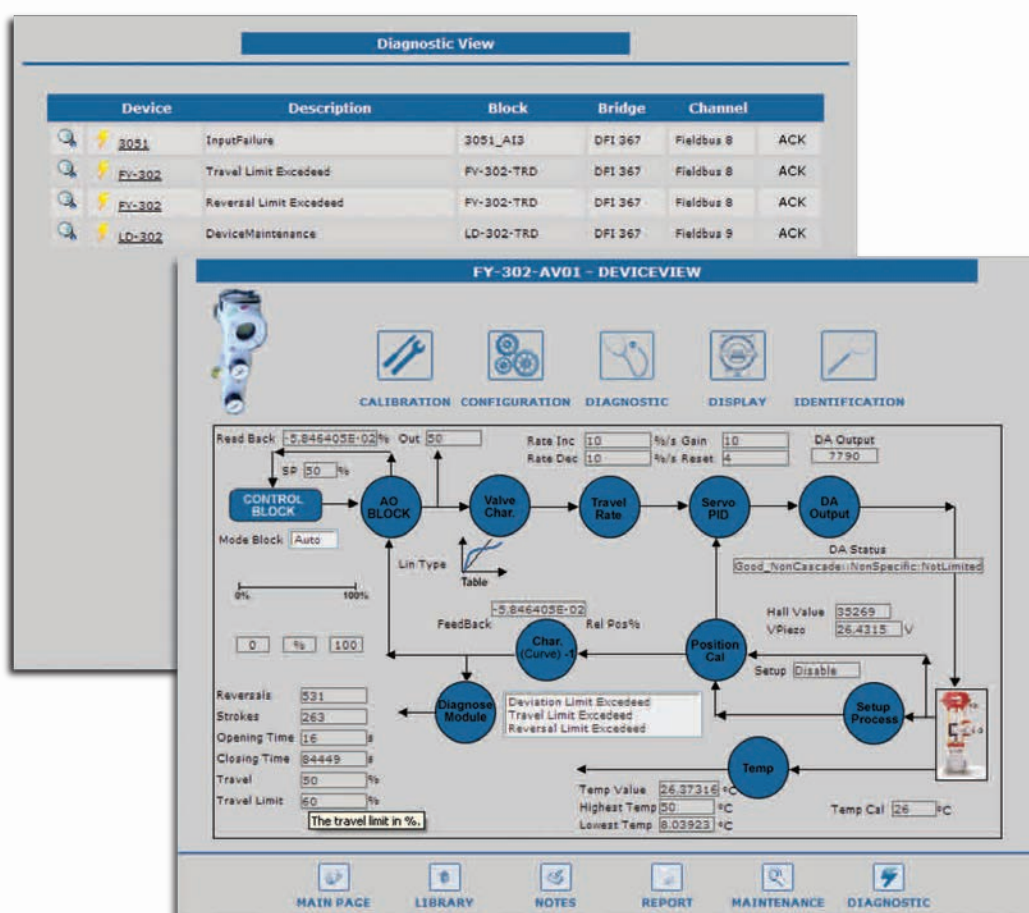 Diagnostic View
Device Description Block Bridge Channel
3051 InputFailure 3051_AI3 DFI 367 Fieldbus 8 ACK
FY-302 Travel Limit Excedeed FY-302-TRD DFI 367 Fieldbus 8 ACK
FY-302 Reversal Limit Excedeed FY-302-TRD DFI 367 Fieldbus 8 ACK
LD-302 DeviceMaintenance LD-302-TRD DFI 367 Fieldbus 9 ACK
FY-302-AV01 - DEVICEVIEW
CALIBRATION CONFIGURATION DIAGNOSTIC DISPLAY IDENTIFICATION
Read Back -5,846405E-02 % Out 50 Rate Inc 10 %/s Gain 10 DA Output
Rate Dec 10 %/s Reset 4 7790
SP 50 %
CONTROL BLOCK
AO BLOCK
Valve Char.
Travel Rate
Servo PID
DA Output
Mode Block Auto
Lin Type
Table
DA Status
Good_NonCascade::NonSpecific:NotLimited
0% 100%
-5,846405E-02
FeedBack
Char. (Curve) -1
Rel Pos%
Position Cal
Hall Value 35269
VPiezo 26,4315 V
0 % 100
Setup Disable
Setup Process
Reversals 531
Strokes 263
Opening Time 16 s
Closing Time 84449 s
Travel 50 %
Travel Limit 60 %
The travel limit in %.
Diagnose Module
Deviation Limit Excedeed
Travel Limit Excedeed
Reversal Limit Excedeed
Temp
Temp Value 26,37316 ºC
Highest Temp 50 ºC
Lowest Temp 8,03923 ºC
Temp Cal 26 ºC
MAIN PAGE LIBRARY NOTES REPORT MAINTENANCE DIAGNOSTIC